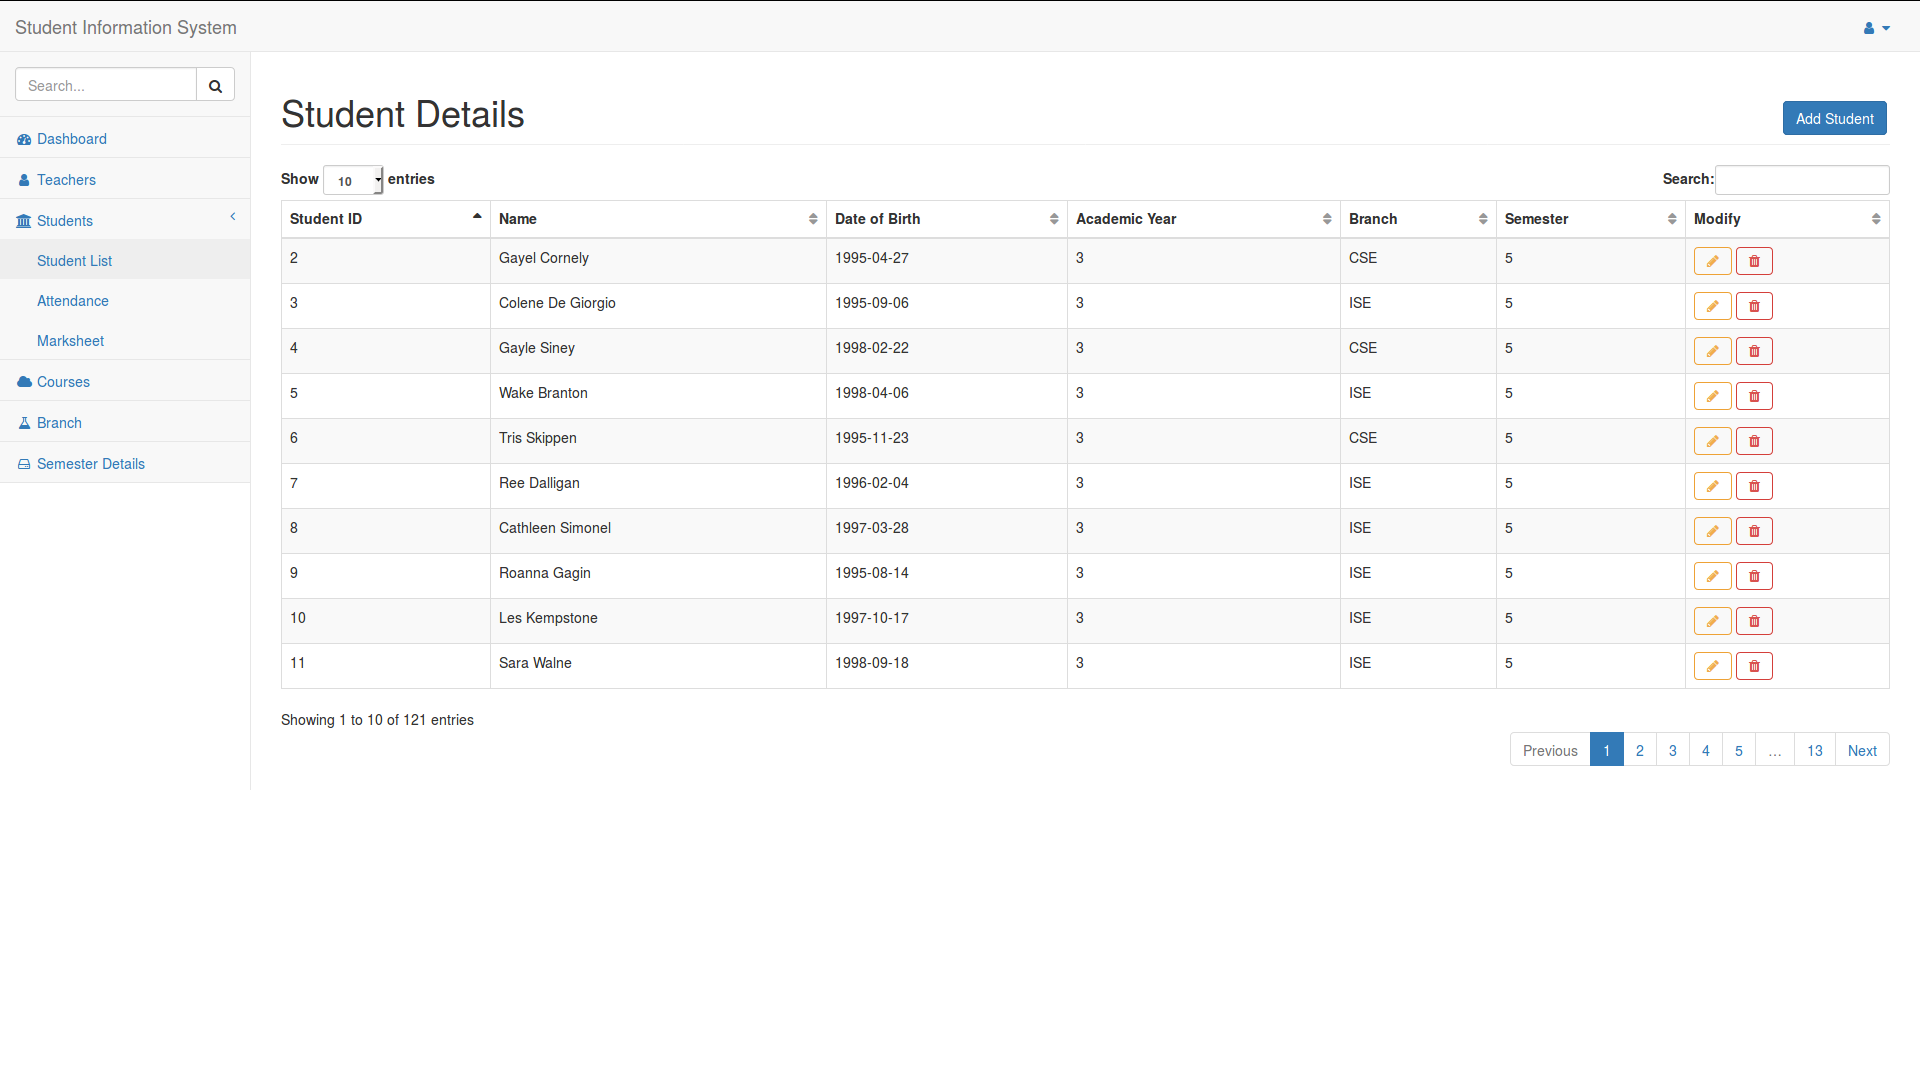 Student Information System
Search...
Dashboard
Teachers
Students
Student List
Attendance
Marksheet
Courses
Branch
Semester Details
Student Details
Add Student
Show 10 entries
Search:
Student ID Name Date of Birth Academic Year Branch Semester Modify
2 Gayel Cornely 1995-04-27 3 CSE 5
3 Colene De Giorgio 1995-09-06 3 ISE 5
4 Gayle Siney 1998-02-22 3 CSE 5
5 Wake Branton 1998-04-06 3 ISE 5
6 Tris Skippen 1995-11-23 3 CSE 5
7 Ree Dalligan 1996-02-04 3 ISE 5
8 Cathleen Simonel 1997-03-28 3 ISE 5
9 Roanna Gagin 1995-08-14 3 ISE 5
10 Les Kempstone 1997-10-17 3 ISE 5
11 Sara Walne 1998-09-18 3 ISE 5
Showing 1 to 10 of 121 entries
Previous 1 2 3 4 5 … 13 Next